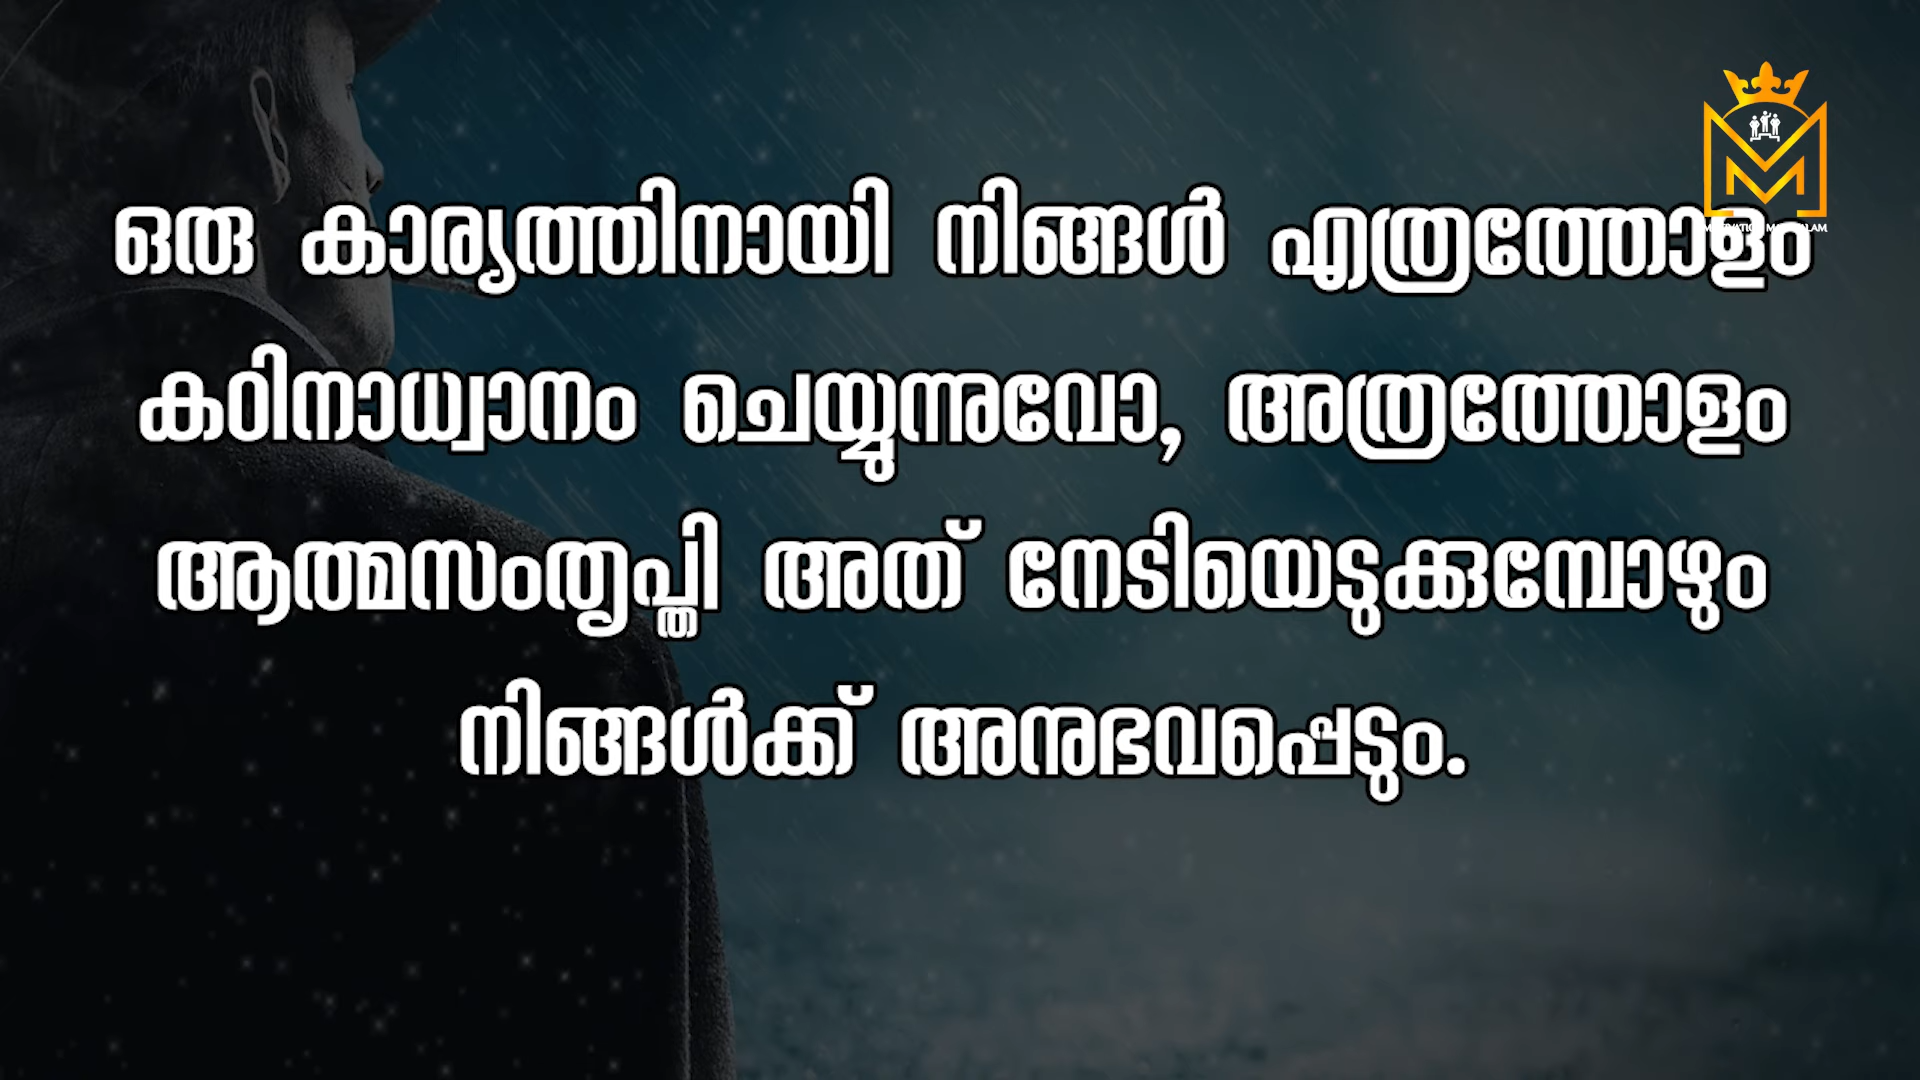 ഒരു കാര്യത്തിനായി നിങ്ങൾ എത്രത്തോളം
കഠിനാധ്വാനം ചെയ്യുന്നുവോ, അത്രത്തോളം
ആത്മസംതൃപ്തി അത് നേടിയെടുക്കുമ്പോഴും
നിങ്ങൾക്ക് അനുഭവപ്പെടും.